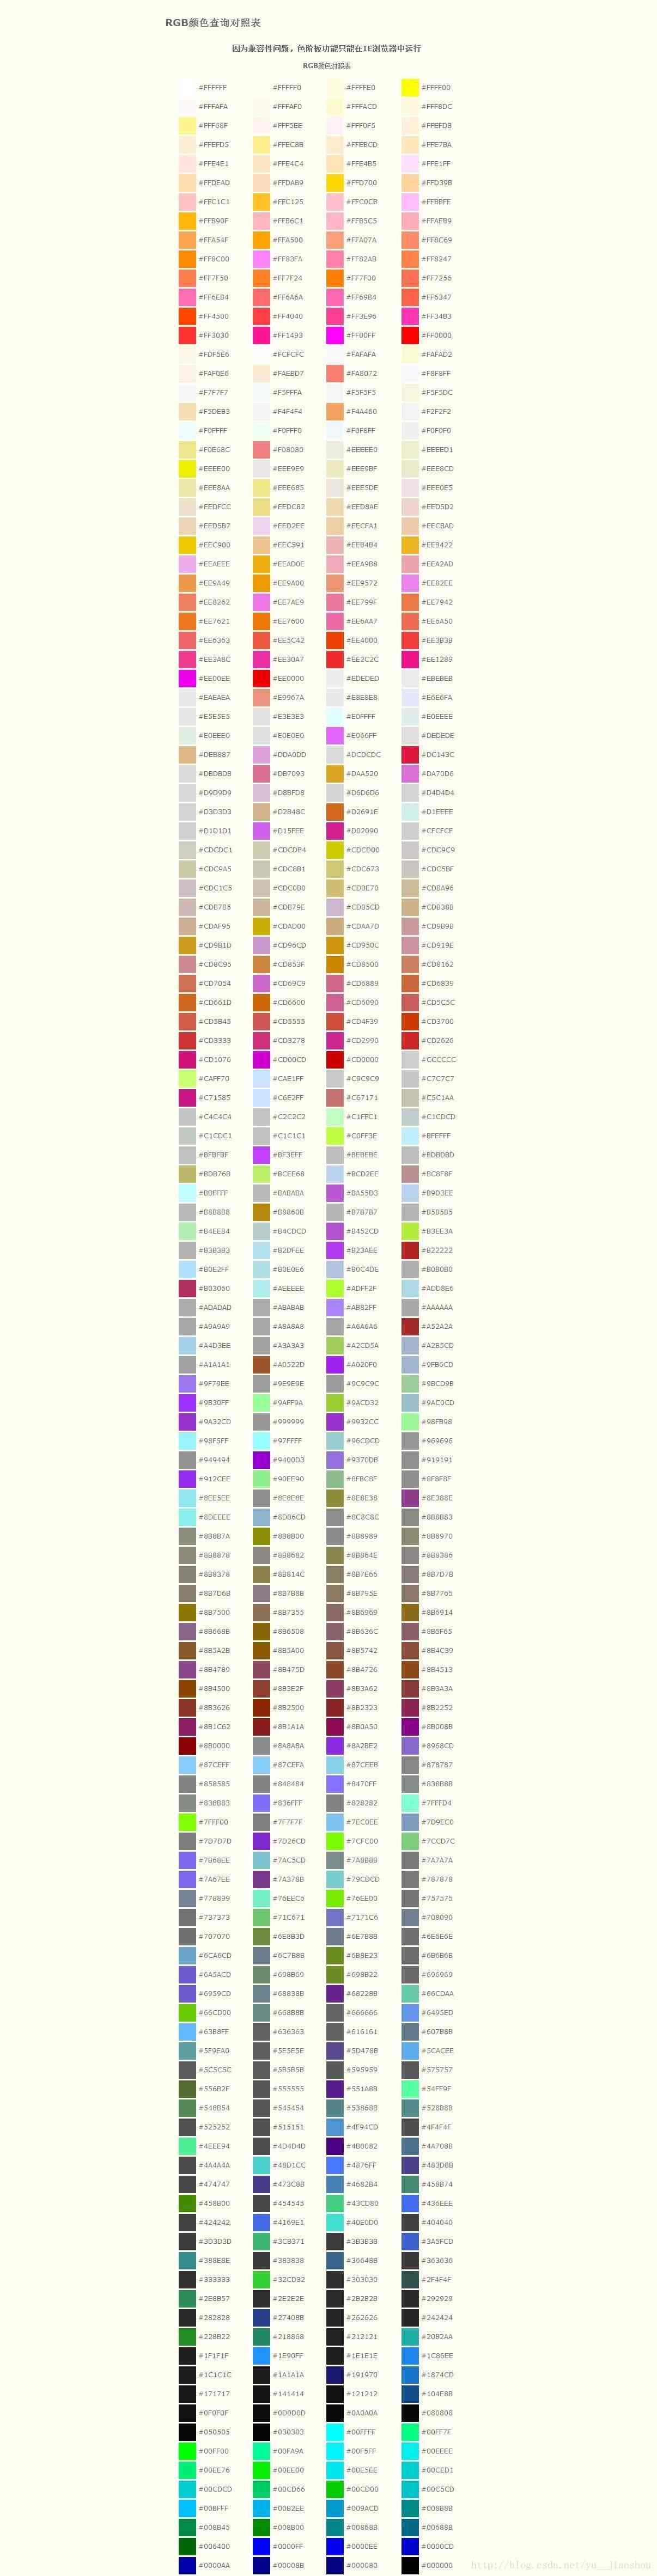 RGB颜色查询对照表
因为兼容性问题，色阶板功能只能在IE浏览器中运行
RGB颜色对照表
#FFFFFF #FFFFF0 #FFFFE0 #FFFF00
#FFFAFA #FFFAF0 #FFFACD #FFF8DC
#FFF68F #FFF5EE #FFF0F5 #FFEFDB
#FFEFD5 #FFEC8B #FFEBCD #FFE7BA
#FFE4E1 #FFE4C4 #FFE4B5 #FFE1FF
#FFDEAD #FFDAB9 #FFD700 #FFD39B
#FFC1C1 #FFC125 #FFC0CB #FFBBFF
#FFB90F #FFB6C1 #FFB5C5 #FFAEB9
#FFA54F #FFA500 #FFA07A #FF8C69
#FF8C00 #FF83FA #FF82AB #FF8247
#FF7F50 #FF7F24 #FF7F00 #FF7256
#FF6EB4 #FF6A6A #FF69B4 #FF6347
#FF4500 #FF4040 #FF3E96 #FF34B3
#FF3030 #FF1493 #FF00FF #FF0000
#FDF5E6 #FCFCFC #FAFAFA #FAFAD2
#FAF0E6 #FAEBD7 #FA8072 #F8F8FF
#F7F7F7 #F5FFFA #F5F5F5 #F5F5DC
#F5DEB3 #F4F4F4 #F4A460 #F2F2F2
#F0FFFF #F0FFF0 #F0F8FF #F0F0F0
#F0E68C #F08080 #EEEEE0 #EEEED1
#EEEE00 #EEE9E9 #EEE9BF #EEE8CD
#EEE8AA #EEE685 #EEE5DE #EEE0E5
#EEDFCC #EEDC82 #EED8AE #EED5D2
#EED5B7 #EED2EE #EECFA1 #EECBAD
#EEC900 #EEC591 #EEB4B4 #EEB422
#EEAEEE #EEAD0E #EEA9B8 #EEA2AD
#EE9A49 #EE9A00 #EE9572 #EE82EE
#EE8262 #EE7AE9 #EE799F #EE7942
#EE7621 #EE7600 #EE6AA7 #EE6A50
#EE6363 #EE5C42 #EE4000 #EE3B3B
#EE3A8C #EE30A7 #EE2C2C #EE1289
#EE00EE #EE0000 #EDEDED #EBEBEB
#EAEAEA #E9967A #E8E8E8 #E6E6FA
#E5E5E5 #E3E3E3 #E0FFFF #E0EEEE
#E0EEE0 #E0E0E0 #E066FF #DEDEDE
#DEB887 #DDA0DD #DCDCDC #DC143C
#DBDBDB #DB7093 #DAA520 #DA70D6
#D9D9D9 #D8BFD8 #D6D6D6 #D4D4D4
#D3D3D3 #D2B48C #D2691E #D1EEEE
#D1D1D1 #D15FEE #D02090 #CFCFCF
#CDCDC1 #CDCDB4 #CDCD00 #CDC9C9
#CDC9A5 #CDC8B1 #CDC673 #CDC5BF
#CDC1C5 #CDC0B0 #CDBE70 #CDBA96
#CDB7B5 #CDB79E #CDB5CD #CDB38B
#CDAF95 #CDAD00 #CDAA7D #CD9B9B
#CD9B1D #CD96CD #CD950C #CD919E
#CD8C95 #CD853F #CD8500 #CD8162
#CD7054 #CD69C9 #CD6889 #CD6839
#CD661D #CD6600 #CD6090 #CD5C5C
#CD5B45 #CD5555 #CD4F39 #CD3700
#CD3333 #CD3278 #CD2990 #CD2626
#CD1076 #CD00CD #CD0000 #CCCCCC
#CAFF70 #CAE1FF #C9C9C9 #C7C7C7
#C71585 #C6E2FF #C67171 #C5C1AA
#C4C4C4 #C2C2C2 #C1FFC1 #C1CDCD
#C1CDC1 #C1C1C1 #C0FF3E #BFEFFF
#BFBFBF #BF3EFF #BEBEBE #BDBDBD
#BDB76B #BCEE68 #BCD2EE #BC8F8F
#BBFFFF #BABABA #BA55D3 #B9D3EE
#B8B8B8 #B8860B #B7B7B7 #B5B5B5
#B4EEB4 #B4CDCD #B452CD #B3EE3A
#B3B3B3 #B2DFEE #B23AEE #B22222
#B0E2FF #B0E0E6 #B0C4DE #B0B0B0
#B03060 #AEEEEE #ADFF2F #ADD8E6
#ADADAD #ABABAB #AB82FF #AAAAAA
#A9A9A9 #A8A8A8 #A6A6A6 #A52A2A
#A4D3EE #A3A3A3 #A2CD5A #A2B5CD
#A1A1A1 #A0522D #A020F0 #9FB6CD
#9F79EE #9E9E9E #9C9C9C #9BCD9B
#9B30FF #9AFF9A #9ACD32 #9AC0CD
#9A32CD #999999 #9932CC #98FB98
#98F5FF #97FFFF #96CDCD #969696
#949494 #9400D3 #9370DB #919191
#912CEE #90EE90 #8FBC8F #8F8F8F
#8EE5EE #8E8E8E #8E8E38 #8E388E
#8DEEEE #8DB6CD #8C8C8C #8B8B83
#8B8B7A #8B8B00 #8B8989 #8B8970
#8B8878 #8B8682 #8B864E #8B8386
#8B8378 #8B814C #8B7E66 #8B7D7B
#8B7D6B #8B7B8B #8B795E #8B7765
#8B7500 #8B7355 #8B6969 #8B6914
#8B668B #8B6508 #8B636C #8B5F65
#8B5A2B #8B5A00 #8B5742 #8B4C39
#8B4789 #8B475D #8B4726 #8B4513
#8B4500 #8B3E2F #8B3A62 #8B3A3A
#8B3626 #8B2500 #8B2323 #8B2252
#8B1C62 #8B1A1A #8B0A50 #8B008B
#8B0000 #8A8A8A #8A2BE2 #8968CD
#87CEFF #87CEFA #87CEEB #878787
#858585 #848484 #8470FF #838B8B
#838B83 #836FFF #828282 #7FFFD4
#7FFF00 #7F7F7F #7EC0EE #7D9EC0
#7D7D7D #7D26CD #7CFC00 #7CCD7C
#7B68EE #7AC5CD #7A8B8B #7A7A7A
#7A67EE #7A378B #79CDCD #787878
#778899 #76EEC6 #76EE00 #757575
#737373 #71C671 #7171C6 #708090
#707070 #6E8B3D #6E7B8B #6E6E6E
#6CA6CD #6C7B8B #6B8E23 #6B6B6B
#6A5ACD #698B69 #698B22 #696969
#6959CD #68838B #68228B #66CDAA
#66CD00 #668B8B #666666 #6495ED
#63B8FF #636363 #616161 #607B8B
#5F9EA0 #5E5E5E #5D478B #5CACEE
#5C5C5C #5B5B5B #595959 #575757
#556B2F #555555 #551A8B #54FF9F
#548B54 #545454 #53868B #528B8B
#525252 #515151 #4F94CD #4F4F4F
#4EEE94 #4D4D4D #4B0082 #4A708B
#4A4A4A #48D1CC #4876FF #483D8B
#474747 #473C8B #4682B4 #458B74
#458B00 #454545 #43CD80 #436EEE
#424242 #4169E1 #40E0D0 #404040
#3D3D3D #3CB371 #3B3B3B #3A5FCD
#388E8E #383838 #36648B #363636
#333333 #32CD32 #303030 #2F4F4F
#2E8B57 #2E2E2E #2B2B2B #292929
#282828 #27408B #262626 #242424
#228B22 #218868 #212121 #20B2AA
#1F1F1F #1E90FF #1E1E1E #1C86EE
#1C1C1C #1A1A1A #191970 #1874CD
#171717 #141414 #121212 #104E8B
#0F0F0F #0D0D0D #0A0A0A #080808
#050505 #030303 #00FFFF #00FF7F
#00FF00 #00FA9A #00F5FF #00EEEE
#00EE76 #00EE00 #00E5EE #00CED1
#00CDCD #00CD66 #00CD00 #00C5CD
#00BFFF #00B2EE #009ACD #008B8B
#008B45 #008B00 #00868B #00688B
#006400 #0000FF #0000EE #0000CD
#0000AA #00008B #000080 #000000
http://blog.csdn.net/yu__jianshou